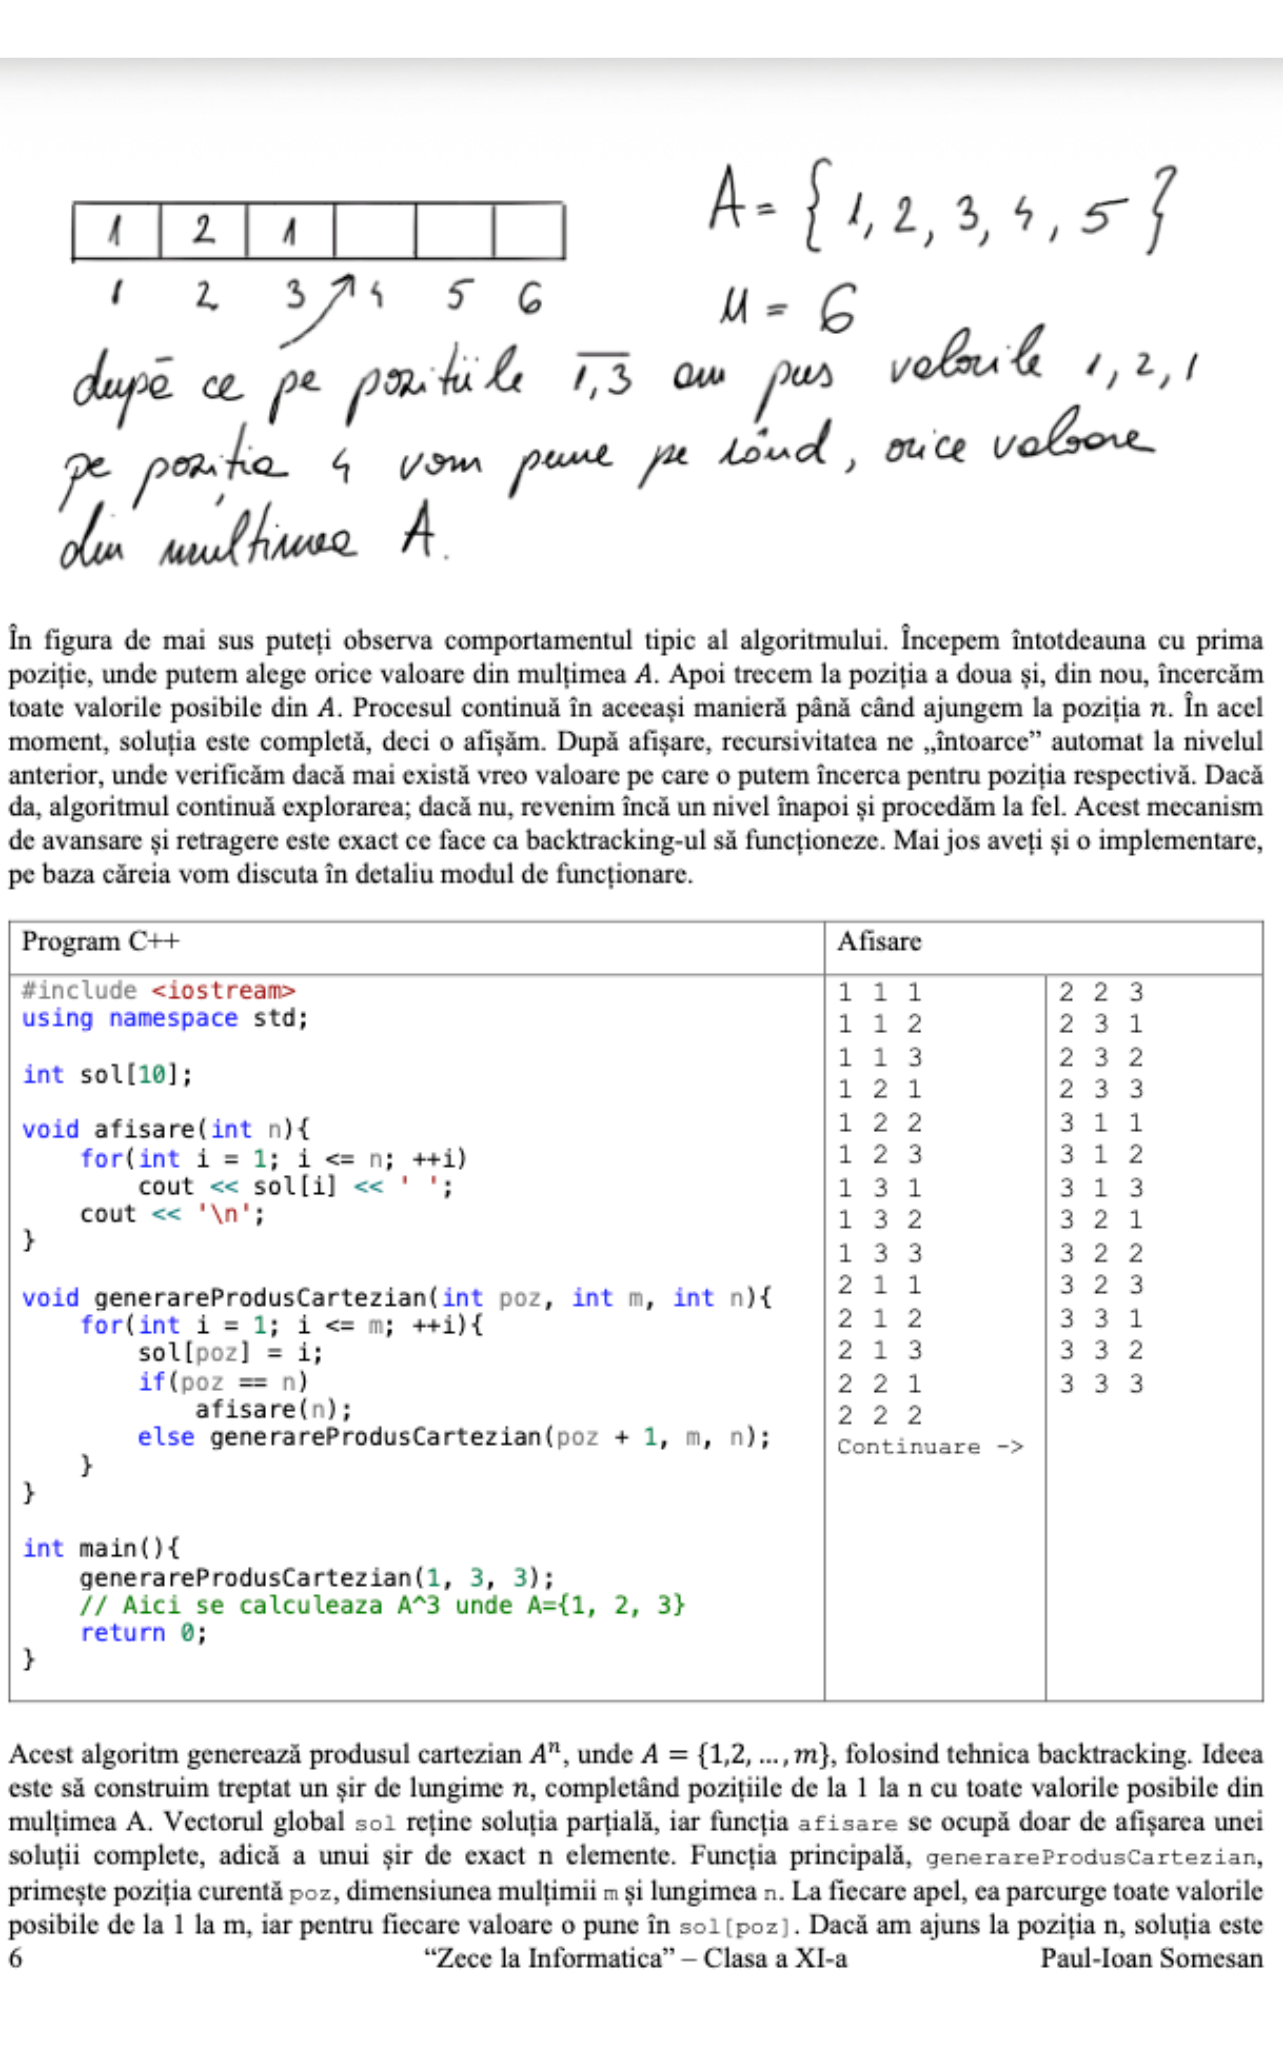 1 2 1
1 2 3 4 5 6
A = { 1, 2, 3, 4, 5 }
n = 6
după ce pe pozițiile 1,3 am pus valorile 1, 2, 1
pe poziția 4 vom pune pe rând, orice valoare
din mulțimea A.
În figura de mai sus puteți observa comportamentul tipic al algoritmului. Începem întotdeauna cu prima
poziție, unde putem alege orice valoare din mulțimea A. Apoi trecem la poziția a doua și, din nou, încercăm
toate valorile posibile din A. Procesul continuă în aceeași manieră până când ajungem la poziția n. În acel
moment, soluția este completă, deci o afișăm. După afișare, recursivitatea ne „întoarce” automat la nivelul
anterior, unde verificăm dacă mai există vreo valoare pe care o putem încerca pentru poziția respectivă. Dacă
da, algoritmul continuă explorarea; dacă nu, revenim încă un nivel înapoi și procedăm la fel. Acest mecanism
de avansare și retragere este exact ce face ca backtracking-ul să funcționeze. Mai jos aveți și o implementare,
pe baza căreia vom discuta în detaliu modul de funcționare.
Program C++
#include <iostream>
using namespace std;
int sol[10];
void afisare(int n){
for(int i = 1; i <= n; ++i)
cout << sol[i] << ' ';
cout << '\n';
}
void generareProdusCartezian(int poz, int m, int n){
for(int i = 1; i <= m; ++i){
sol[poz] = i;
if(poz == n)
afisare(n);
else generareProdusCartezian(poz + 1, m, n);
}
}
int main(){
generareProdusCartezian(1, 3, 3);
// Aici se calculeaza A^3 unde A={1, 2, 3}
return 0;
}
Afisare
1 1 1
1 1 2
1 1 3
1 2 1
1 2 2
1 2 3
1 3 1
1 3 2
1 3 3
2 1 1
2 1 2
2 1 3
2 2 1
2 2 2
Continuare ->
2 2 3
2 3 1
2 3 2
2 3 3
3 1 1
3 1 2
3 1 3
3 2 1
3 2 2
3 2 3
3 3 1
3 3 2
3 3 3
Acest algoritm generează produsul cartezian Aⁿ, unde A = {1,2, …, m}, folosind tehnica backtracking. Ideea
este să construim treptat un șir de lungime n, completând pozițiile de la 1 la n cu toate valorile posibile din
mulțimea A. Vectorul global sol reține soluția parțială, iar funcția afisare se ocupă doar de afișarea unei
soluții complete, adică a unui șir de exact n elemente. Funcția principală, generareProdusCartezian,
primește poziția curentă poz, dimensiunea mulțimii m și lungimea n. La fiecare apel, ea parcurge toate valorile
posibile de la 1 la m, iar pentru fiecare valoare o pune în sol[poz]. Dacă am ajuns la poziția n, soluția este
6 “Zece la Informatica” – Clasa a XI-a Paul-Ioan Somesan